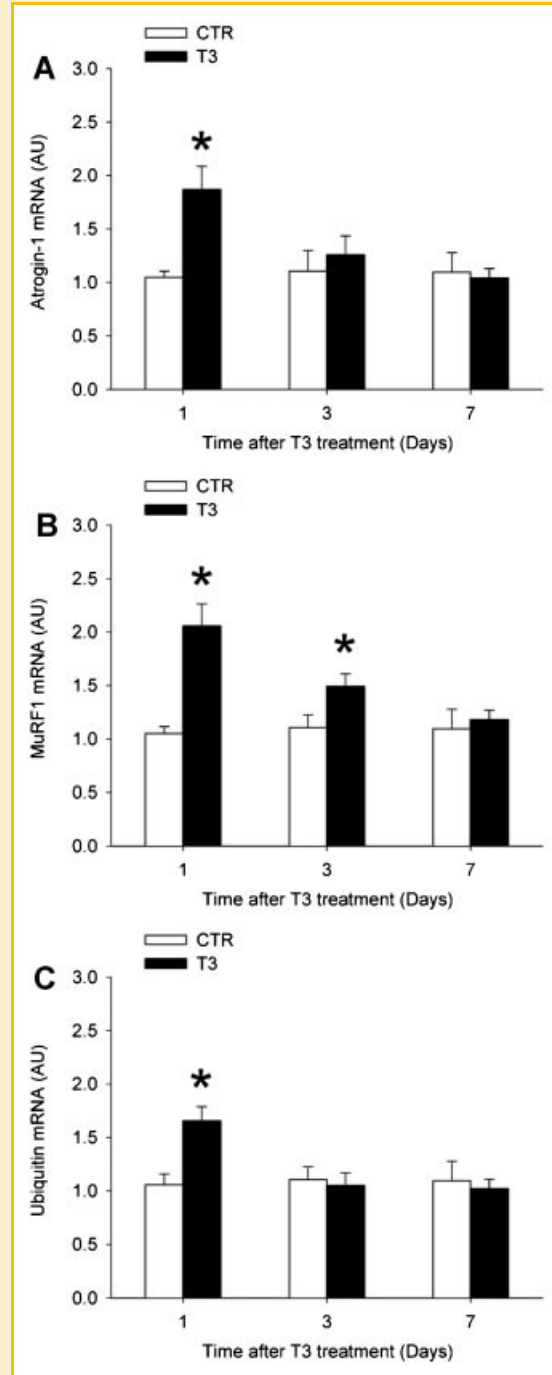 CTR
T3
A
3.0
2.5
2.0
1.5
1.0
0.5
0.0
Atrogin-1 mRNA (AU)
*
1 3 7
Time after T3 treatment (Days)
CTR
T3
B
3.0
2.5
2.0
1.5
1.0
0.5
0.0
MuRF1 mRNA (AU)
*
*
1 3 7
Time after T3 treatment (Days)
CTR
T3
C
3.0
2.5
2.0
1.5
1.0
0.5
0.0
Ubiquitin mRNA (AU)
*
1 3 7
Time after T3 treatment (Days)